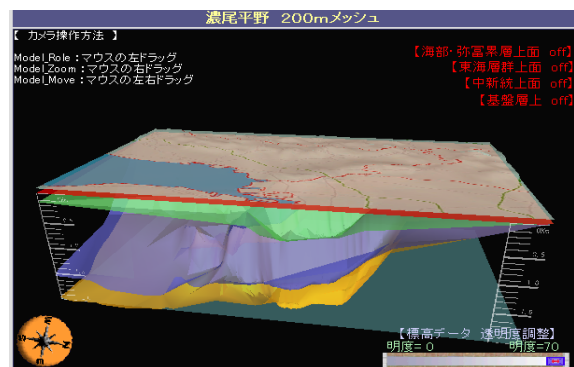 濃尾平野 200mメッシュ
【 カメラ操作方法 】
Model_Role：マウスの左ドラッグ
Model_Zoom：マウスの右ドラッグ
Model_Move：マウスの左右ドラッグ
【海部・弥富累層上面 off】
【東海層群上面 off】
【中新統上面 off】
【基盤層上 off】
【標高データ 透明度調整】
明度= 0 明度=70